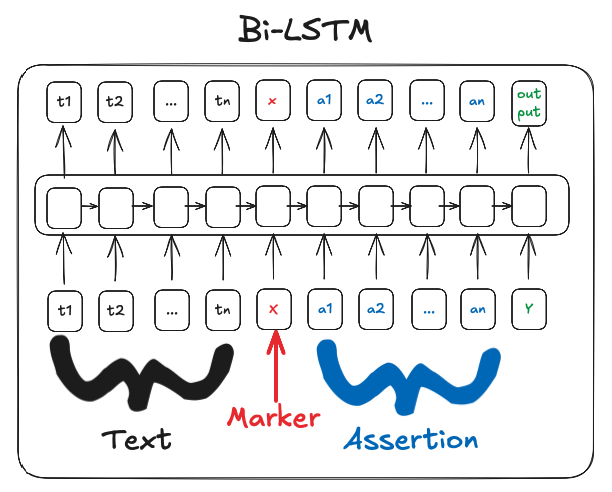 Bi-LSTM
t1 t2 ... tn x a1 a2 ... an out put
t1 t2 ... tn X a1 a2 ... an Y
Marker
Text Assertion